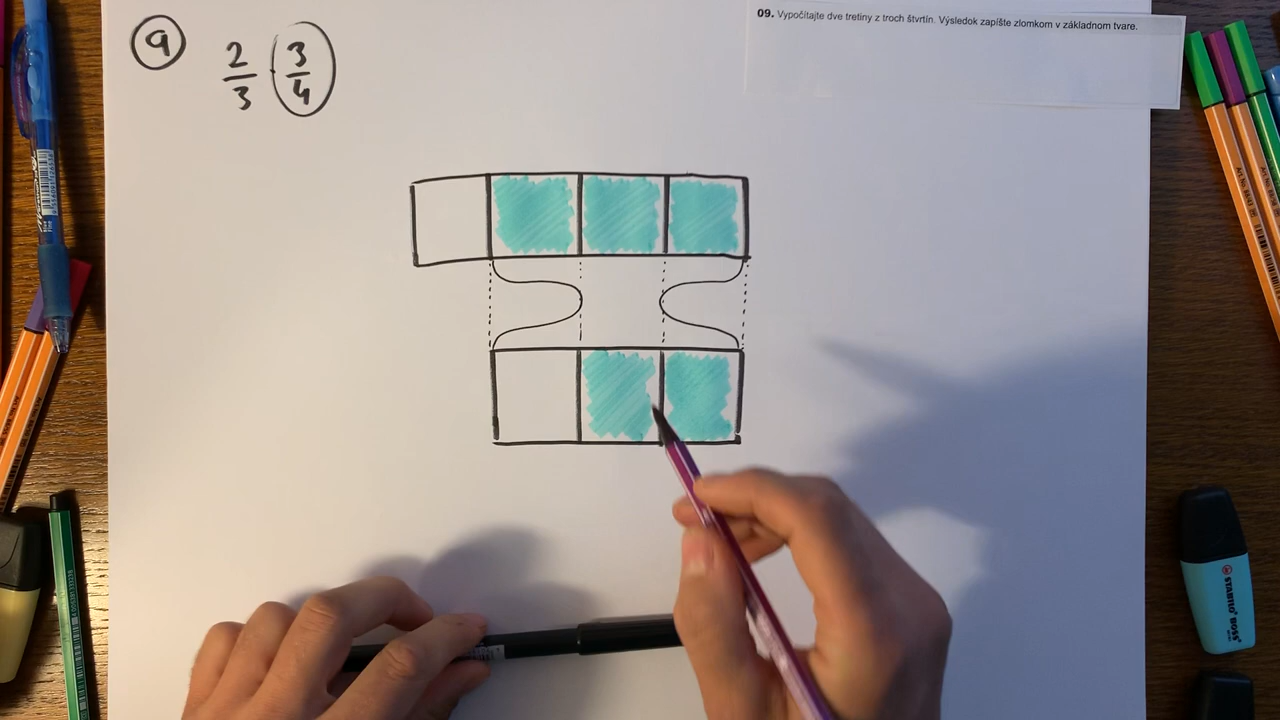 09. Vypočítajte dve tretiny z troch štvrtín. Výsledok zapíšte zlomkom v základnom tvare.
9 2/3 · 3/4
STABILO BOSS